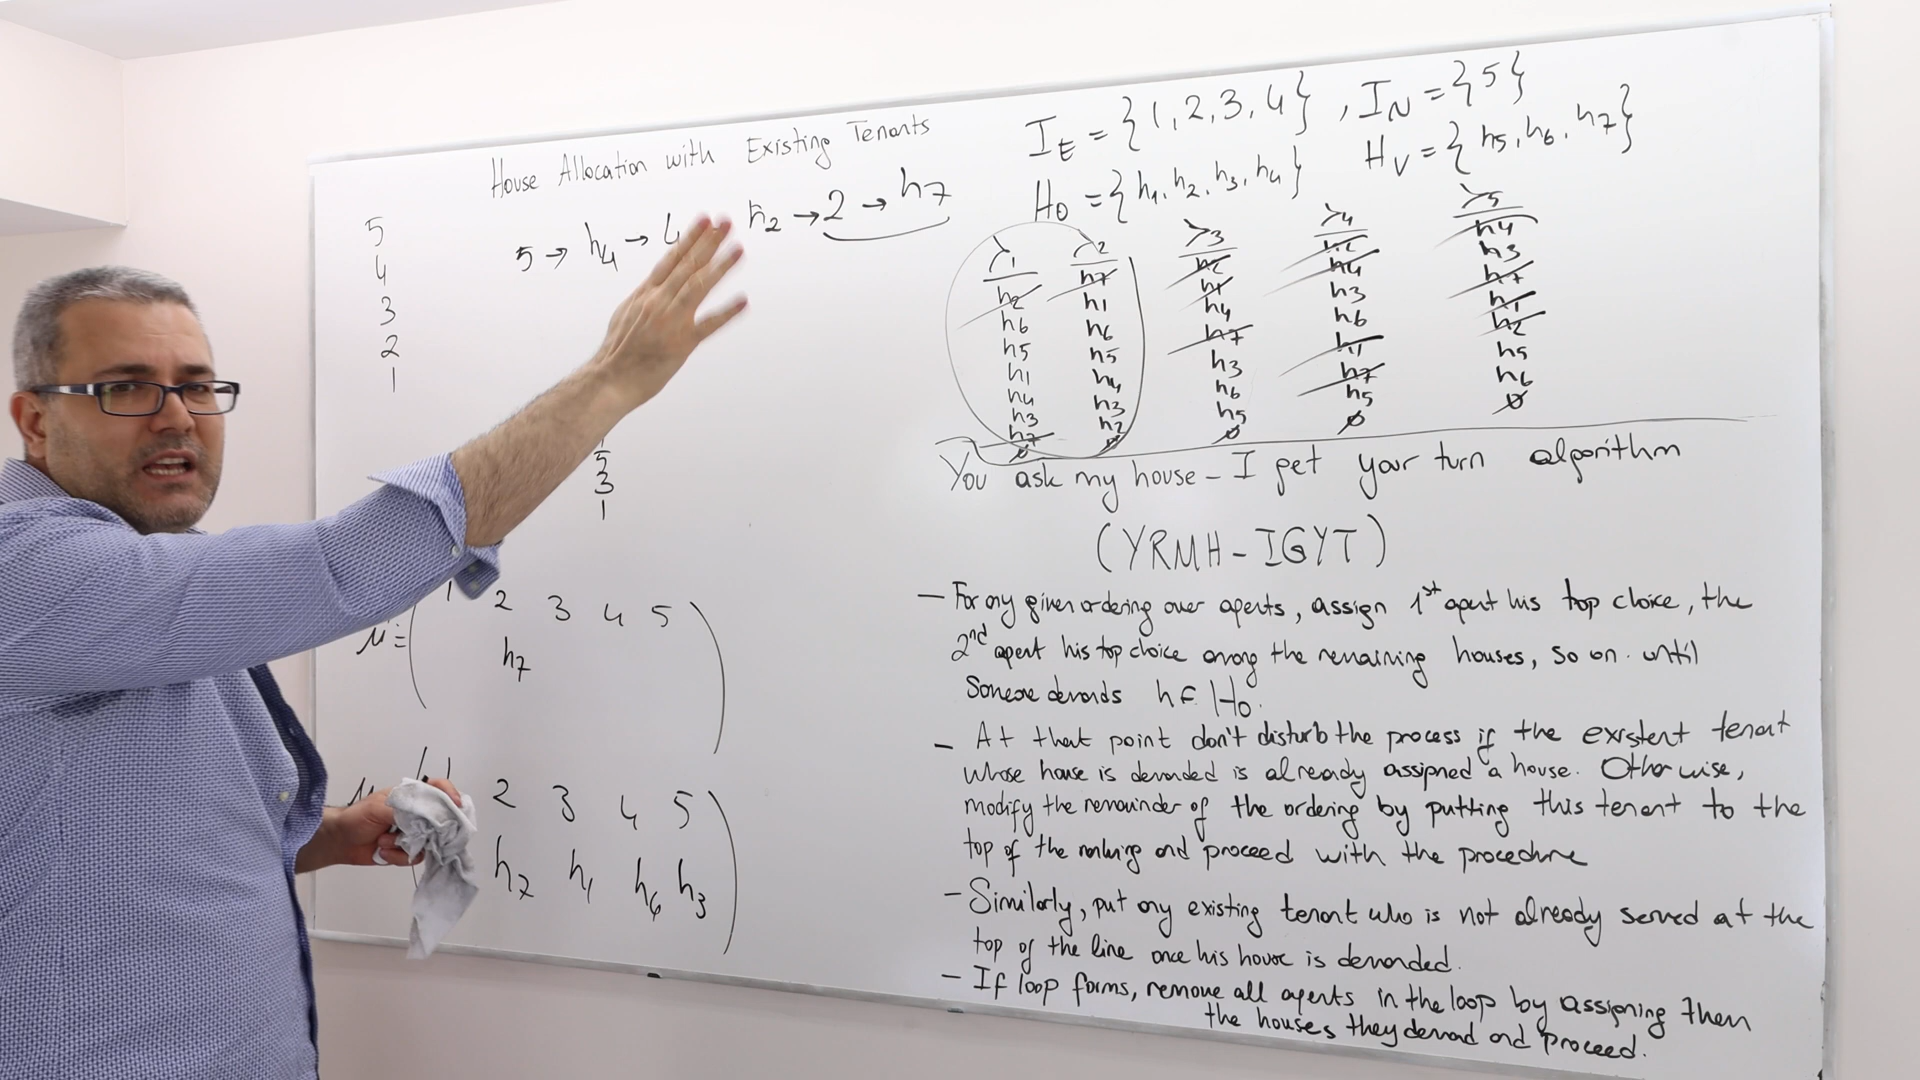 House Allocation with Existing Tenants
I_E = {1, 2, 3, 4} , I_N = {5}
H_O = {h1, h2, h3, h4}
H_V = {h5, h6, h7}
5
4
3
2
1
5 → h4 → 4
h2 → 2 → h7
≻1
h2
h6
h5
h1
h4
h3
h7
∅
≻2
h7
h1
h6
h5
h4
h3
h2
≻3
h2
h1
h4
h7
h3
h6
h5
∅
≻4
h4
h3
h6
h1
h7
h5
∅
≻5
h4
h3
h7
h1
h2
h5
h6
∅
You ask my house - I get your turn algorithm
(YRMH-IGYT)
- For any given ordering over agents, assign 1st agent his top choice, the
2nd agent his top choice among the remaining houses, so on until
Someone demands h ∈ H_O.
- At that point don't disturb the process if the existent tenant
whose house is demanded is already assigned a house. Otherwise,
modify the remainder of the ordering by putting this tenant to the
top of the ranking and proceed with the procedure
- Similarly, put any existing tenant who is not already served at the
top of the line once his house is demanded.
- If loop forms, remove all agents in the loop by assigning them
the houses they demand and proceed.
5
3
1
μ = ( 1 2 3 4 5 )
h7
2 3 4 5
h7 h1 h6 h3